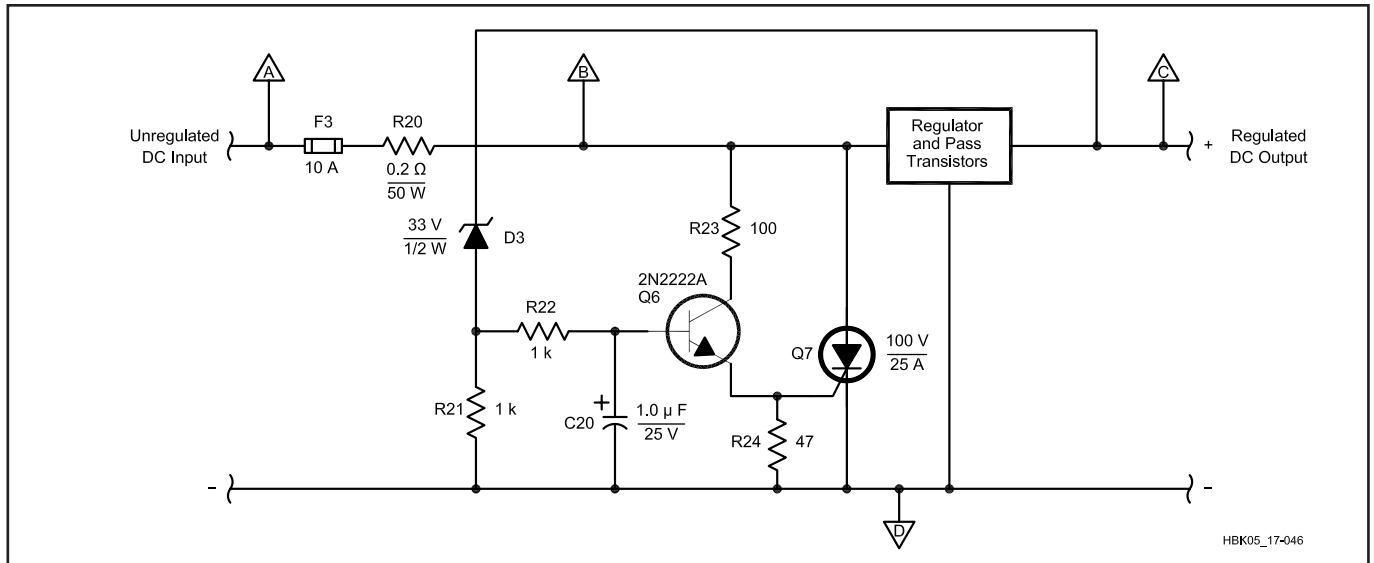 A
B
C
Unregulated
DC Input
F3
10 A
R20
0.2 Ω
50 W
Regulator
and Pass
Transistors
+
Regulated
DC Output
33 V
1/2 W
D3
R23
100
2N2222A
Q6
R22
1 k
Q7
100 V
25 A
R21
1 k
+
C20
1.0 µ F
25 V
R24
47
–
–
D
HBK05_17-046